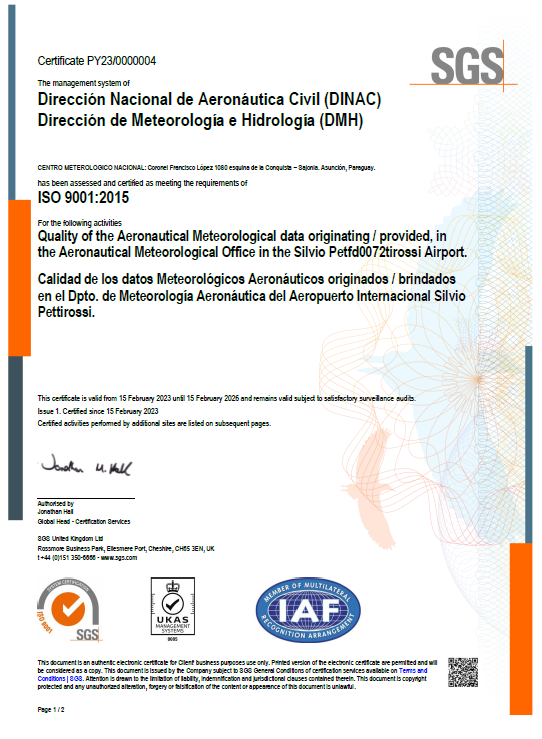 SGS
Certificate PY23/0000004
The management system of
Dirección Nacional de Aeronáutica Civil (DINAC)
Dirección de Meteorología e Hidrología (DMH)
CENTRO METEROLOGICO NACIONAL: Coronel Francisco López 1080 esquina de la Conquista – Sajonia. Asunción, Paraguay.
has been assessed and certified as meeting the requirements of
ISO 9001:2015
For the following activities
Quality of the Aeronautical Meteorological data originating / provided, in
the Aeronautical Meteorological Office in the Silvio Petfd0072tirossi Airport.
Calidad de los datos Meteorológicos Aeronáuticos originados / brindados
en el Dpto. de Meteorología Aeronáutica del Aeropuerto Internacional Silvio
Pettirossi.
This certificate is valid from 15 February 2023 until 15 February 2026 and remains valid subject to satisfactory surveillance audits.
Issue 1. Certified since 15 February 2023
Certified activities performed by additional sites are listed on subsequent pages.
Jonathan M. Hall
Authorised by
Jonathan Hall
Global Head - Certification Services
SGS United Kingdom Ltd
Rossmore Business Park, Ellesmere Port, Cheshire, CH65 3EN, UK
t +44 (0)151 350-6666 - www.sgs.com
SYSTEM CERTIFICATION
ISO 9001
SGS
UKAS
MANAGEMENT
SYSTEMS
0005
MEMBER OF MULTILATERAL
IAF
RECOGNITION ARRANGEMENT
This document is an authentic electronic certificate for Client' business purposes use only. Printed version of the electronic certificate are permitted and will
be considered as a copy. This document is issued by the Company subject to SGS General Conditions of certification services available on Terms and
Conditions | SGS. Attention is drawn to the limitation of liability, indemnification and jurisdictional clauses contained therein. This document is copyright
protected and any unauthorized alteration, forgery or falsification of the content or appearance of this document is unlawful.
Page 1 / 2